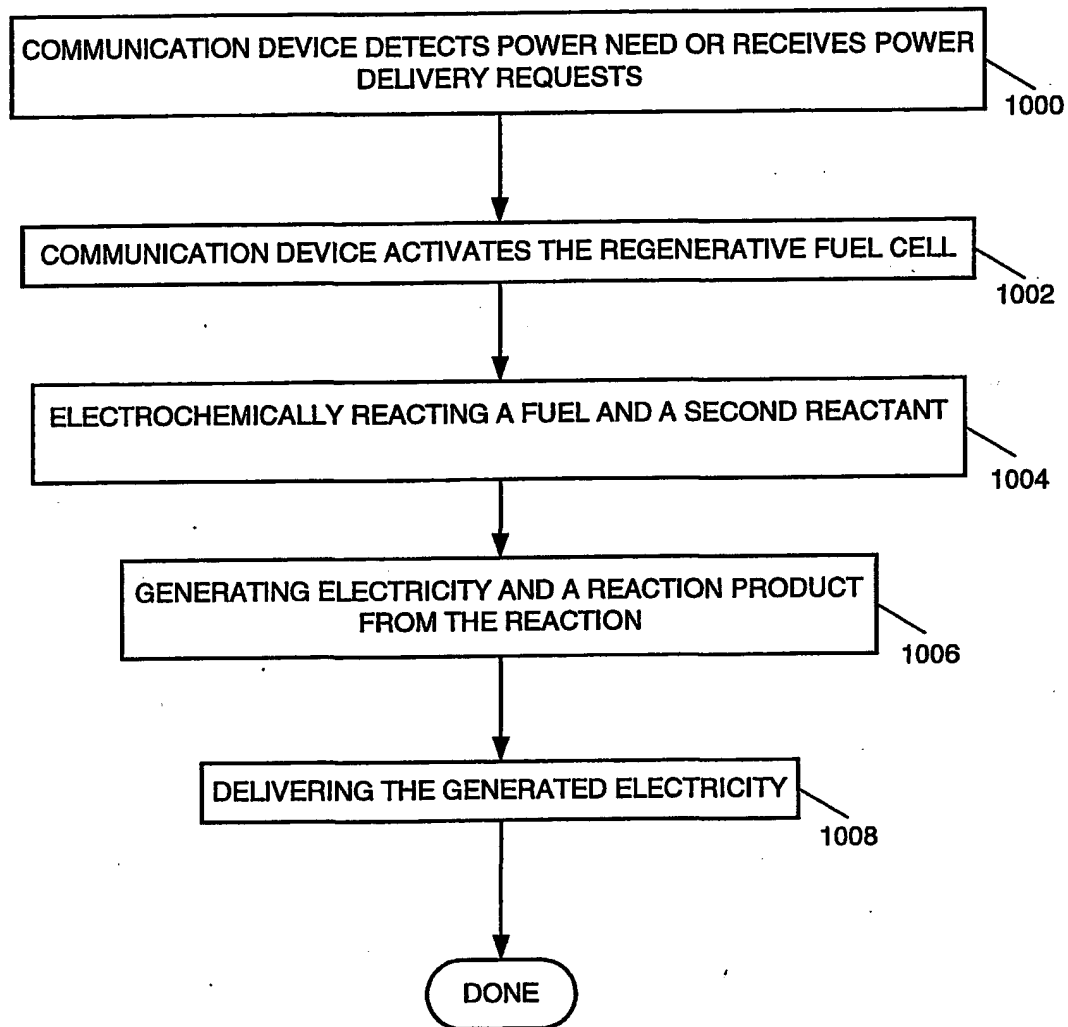 COMMUNICATION DEVICE DETECTS POWER NEED OR RECEIVES POWER
DELIVERY REQUESTS
1000
COMMUNICATION DEVICE ACTIVATES THE REGENERATIVE FUEL CELL
1002
ELECTROCHEMICALLY REACTING A FUEL AND A SECOND REACTANT
1004
GENERATING ELECTRICITY AND A REACTION PRODUCT
FROM THE REACTION
1006
DELIVERING THE GENERATED ELECTRICITY
1008
DONE